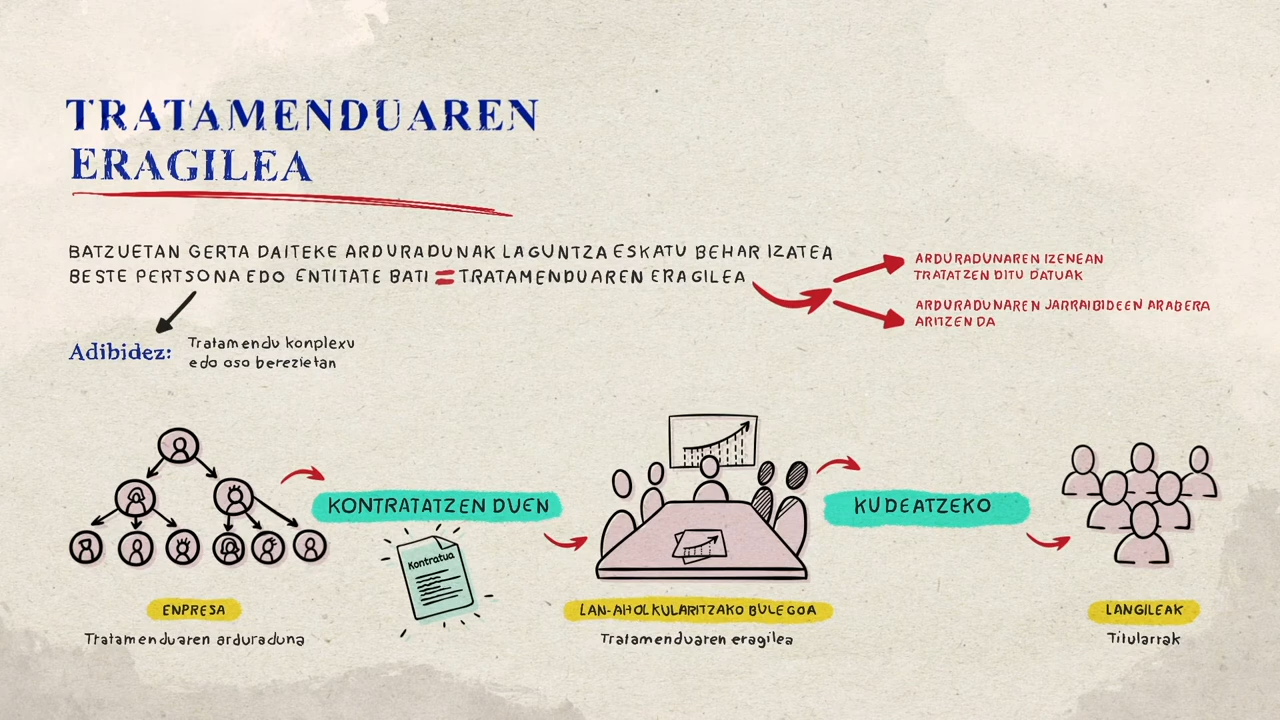 TRATAMENDUAREN
ERAGILEA
BATZUETAN GERTA DAITEKE ARDURADUNAK LAGUNTZA ESKATU BEHAR IZATEA
BESTE PERTSONA EDO ENTITATE BATI = TRATAMENDUAREN ERAGILEA
ARDURADUNAREN IZENEAN
TRATATZEN DITU DATUAK
ARDURADUNAREN JARRAIBIDEEN ARABERA
ARITZEN DA
Adibidez:
Tratamendu konplexu
edo oso berezietan
KONTRATATZEN DUEN
KUDEATZEKO
Kontratua
ENPRESA
Tratamenduaren arduraduna
LAN-AHOLKULARITZAKO BULEGOA
Tratamenduaren eragilea
LANGILEAK
Titularrak